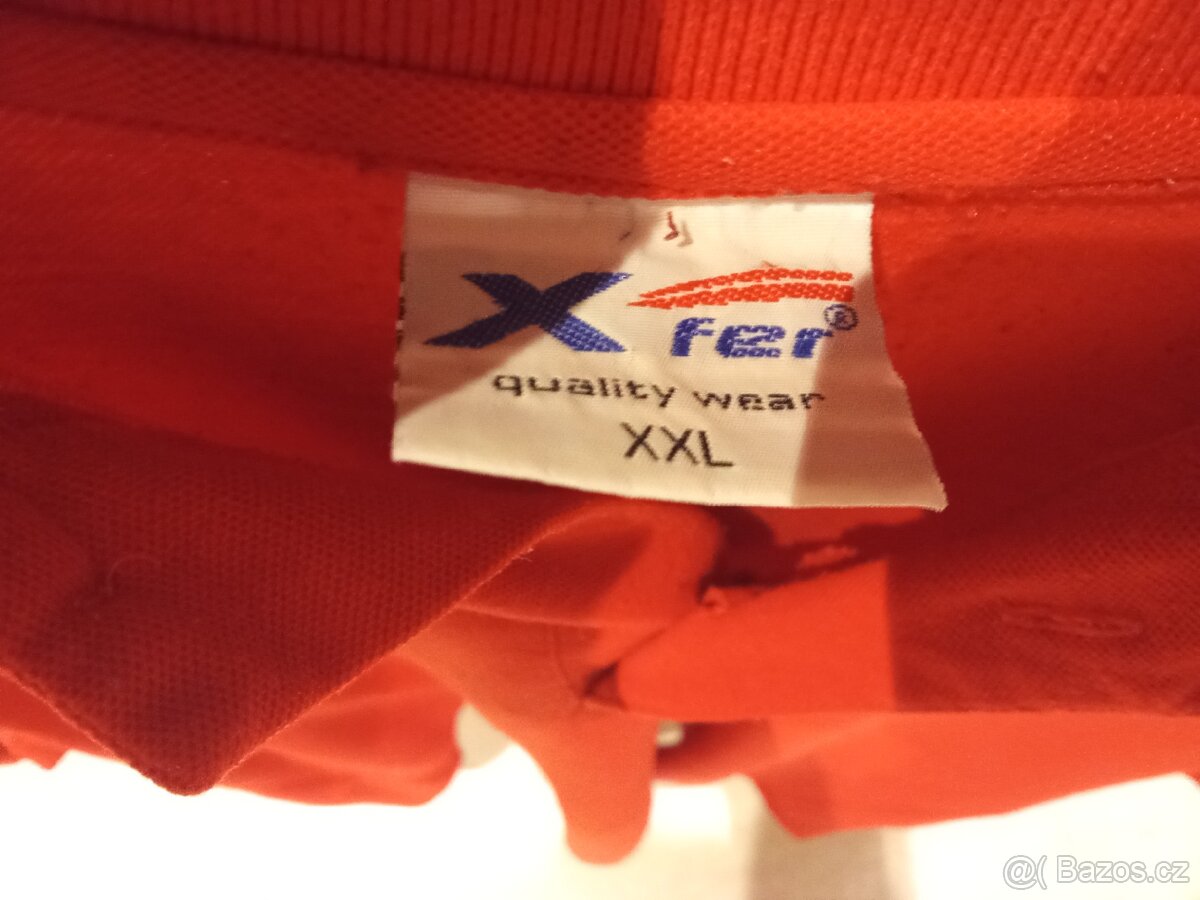 X fer®
quality wear
XXL
@( Bazos.cz